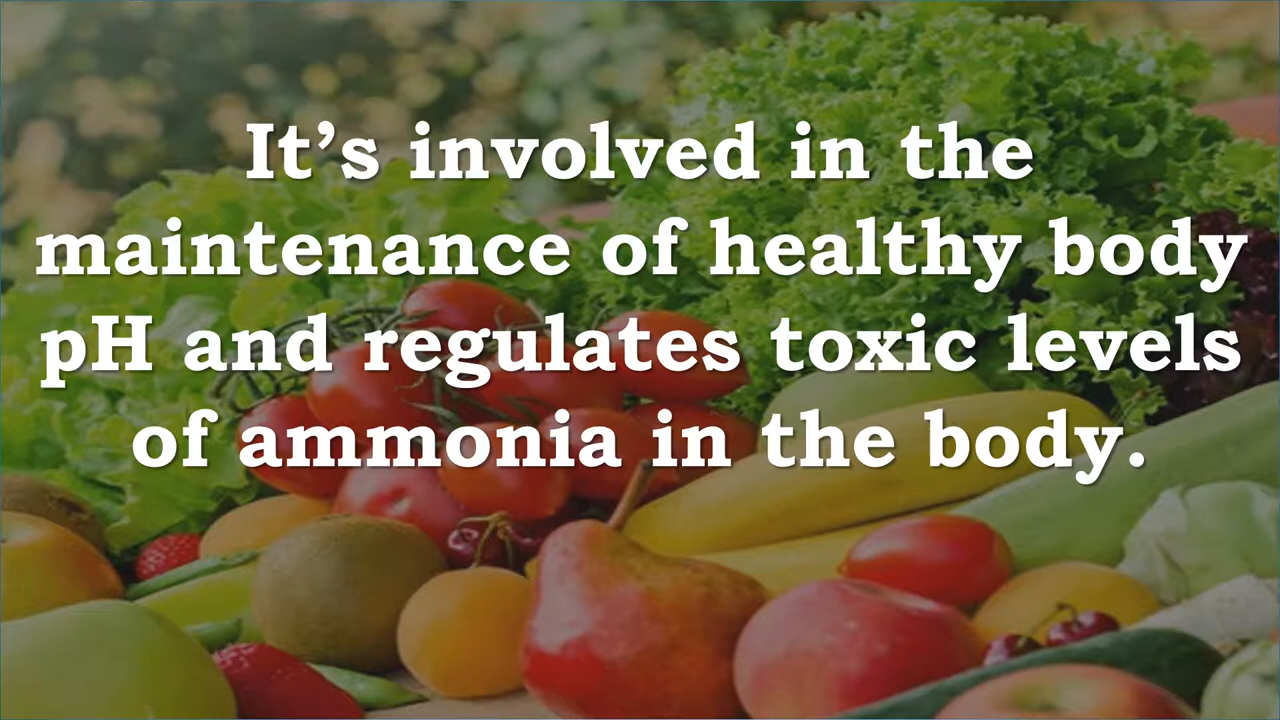 It’s involved in the
maintenance of healthy body
pH and regulates toxic levels
of ammonia in the body.